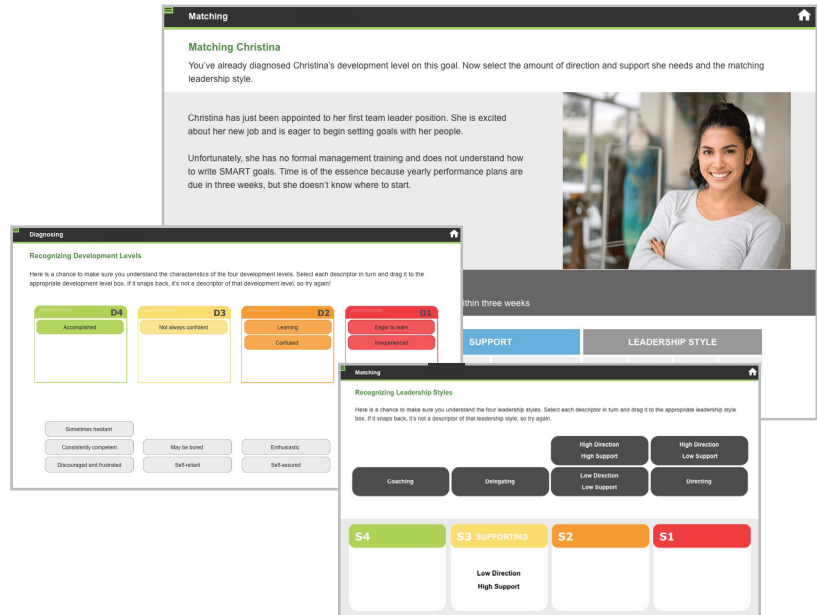 Matching
Matching Christina
You've already diagnosed Christina's development level on this goal. Now select the amount of direction and support she needs and the matching
leadership style.
Christina has just been appointed to her first team leader position. She is excited
about her new job and is eager to begin setting goals with her people.
Unfortunately, she has no formal management training and does not understand how
to write SMART goals. Time is of the essence because yearly performance plans are
due in three weeks, but she doesn't know where to start.
ithin three weeks
SUPPORT
LEADERSHIP STYLE
Diagnosing
Recognizing Development Levels
Here is a chance to make sure you understand the characteristics of the four development levels. Select each descriptor in turn and drag it to the
appropriate development level box. If it snaps back, it's not a descriptor of that development level, so try again!
D4
D3
D2
D1
Accomplished
Not always confident
Learning
Eager to learn
Confused
Inexperienced
Sometimes hesitant
Consistently competent
May be bored
Enthusiastic
Discouraged and frustrated
Self-reliant
Self-assured
Matching
Recognizing Leadership Styles
Here is a chance to make sure you understand the four leadership styles. Select each descriptor in turn and drag it to the appropriate leadership style
box. If it snaps back, it's not a descriptor of that leadership style, so try again.
High Direction
High Support
High Direction
Low Support
Coaching
Delegating
Low Direction
Low Support
Directing
S4
S3 SUPPORTING
S2
S1
Low Direction
High Support